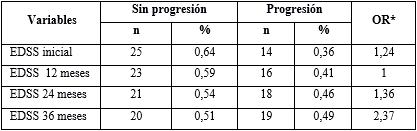 Variables Sin progresión Progresión OR*
n % n %
EDSS inicial 25 0,64 14 0,36 1,24
EDSS 12 meses 23 0,59 16 0,41 1
EDSS 24 meses 21 0,54 18 0,46 1,36
EDSS 36 meses 20 0,51 19 0,49 2,37